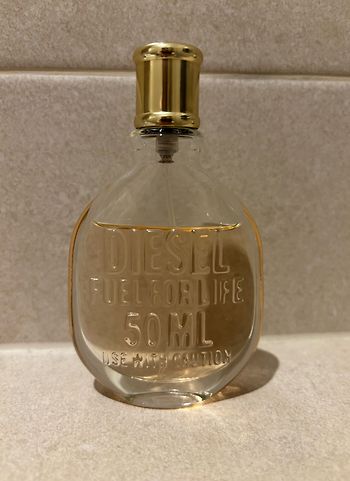 DIESEL
FUEL FOR LIFE
50 ML
USE WITH CAUTION